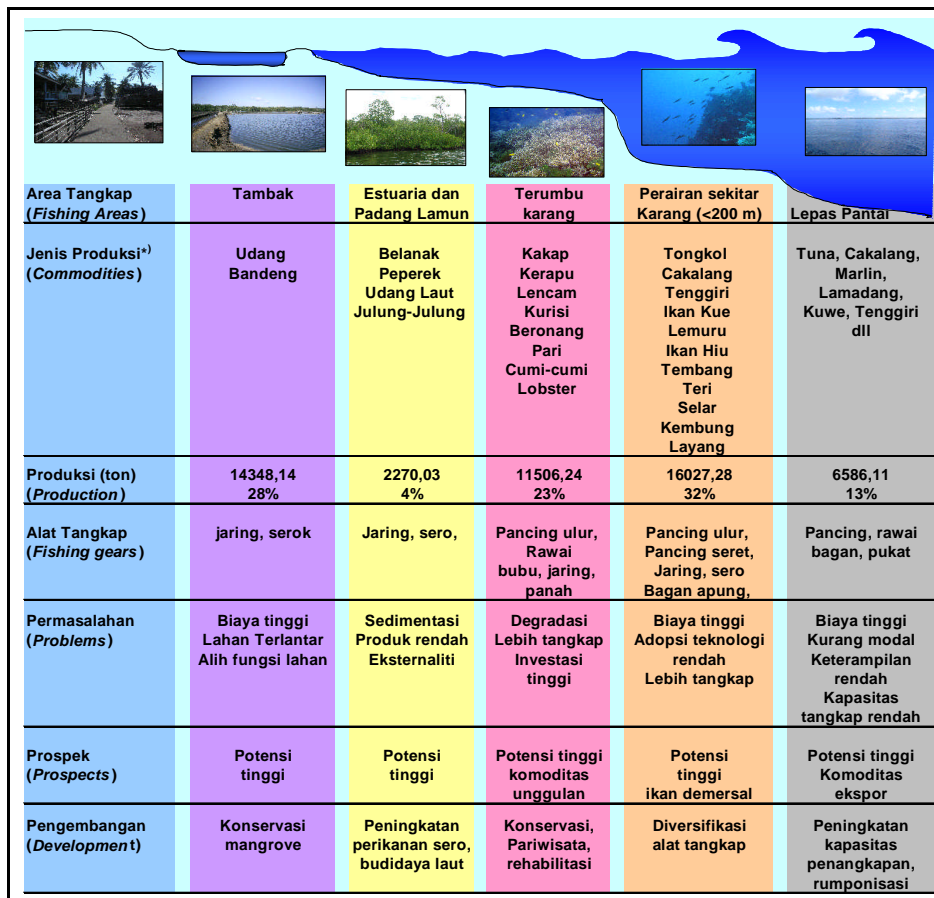 Area Tangkap
(Fishing Areas)
Tambak
Estuaria dan
Padang Lamun
Terumbu
karang
Perairan sekitar
Karang (<200 m)
Lepas Pantai
Jenis Produksi*)
(Commodities)
Udang
Bandeng
Belanak
Peperek
Udang Laut
Julung-Julung
Kakap
Kerapu
Lencam
Kurisi
Beronang
Pari
Cumi-cumi
Lobster
Tongkol
Cakalang
Tenggiri
Ikan Kue
Lemuru
Ikan Hiu
Tembang
Teri
Selar
Kembung
Layang
Tuna, Cakalang,
Marlin,
Lamadang,
Kuwe, Tenggiri
dll
Produksi (ton)
(Production)
14348,14
28%
2270,03
4%
11506,24
23%
16027,28
32%
6586,11
13%
Alat Tangkap
(Fishing gears)
jaring, serok
Jaring, sero,
Pancing ulur,
Rawai
bubu, jaring,
panah
Pancing ulur,
Pancing seret,
Jaring, sero
Bagan apung,
Pancing, rawai
bagan, pukat
Permasalahan
(Problems)
Biaya tinggi
Lahan Terlantar
Alih fungsi lahan
Sedimentasi
Produk rendah
Eksternaliti
Degradasi
Lebih tangkap
Investasi
tinggi
Biaya tinggi
Adopsi teknologi
rendah
Lebih tangkap
Biaya tinggi
Kurang modal
Keterampilan
rendah
Kapasitas
tangkap rendah
Prospek
(Prospects)
Potensi
tinggi
Potensi
tinggi
Potensi tinggi
komoditas
unggulan
Potensi
tinggi
ikan demersal
Potensi tinggi
Komoditas
ekspor
Pengembangan
(Development)
Konservasi
mangrove
Peningkatan
perikanan sero,
budidaya laut
Konservasi,
Pariwisata,
rehabilitasi
Diversifikasi
alat tangkap
Peningkatan
kapasitas
penangkapan,
rumponisasi